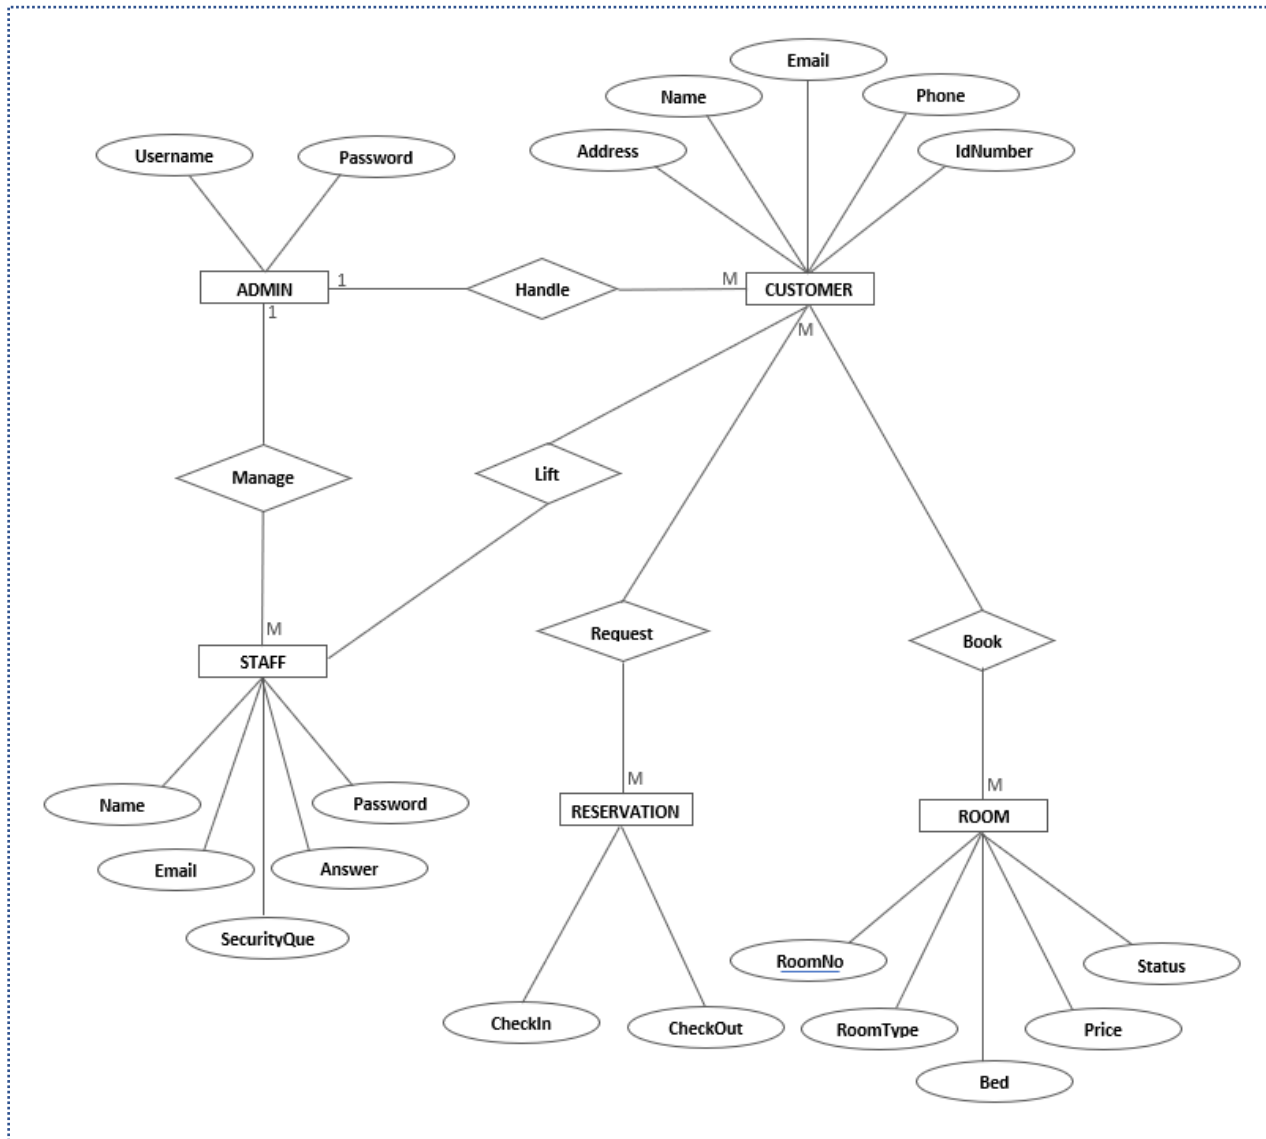 Email
Name
Phone
Address
IdNumber
Username
Password
ADMIN
1
Handle
M
CUSTOMER
1
M
Manage
Lift
M
STAFF
Request
Book
Name
Password
Email
Answer
SecurityQue
M
RESERVATION
M
ROOM
RoomNo
Status
CheckIn
CheckOut
RoomType
Price
Bed